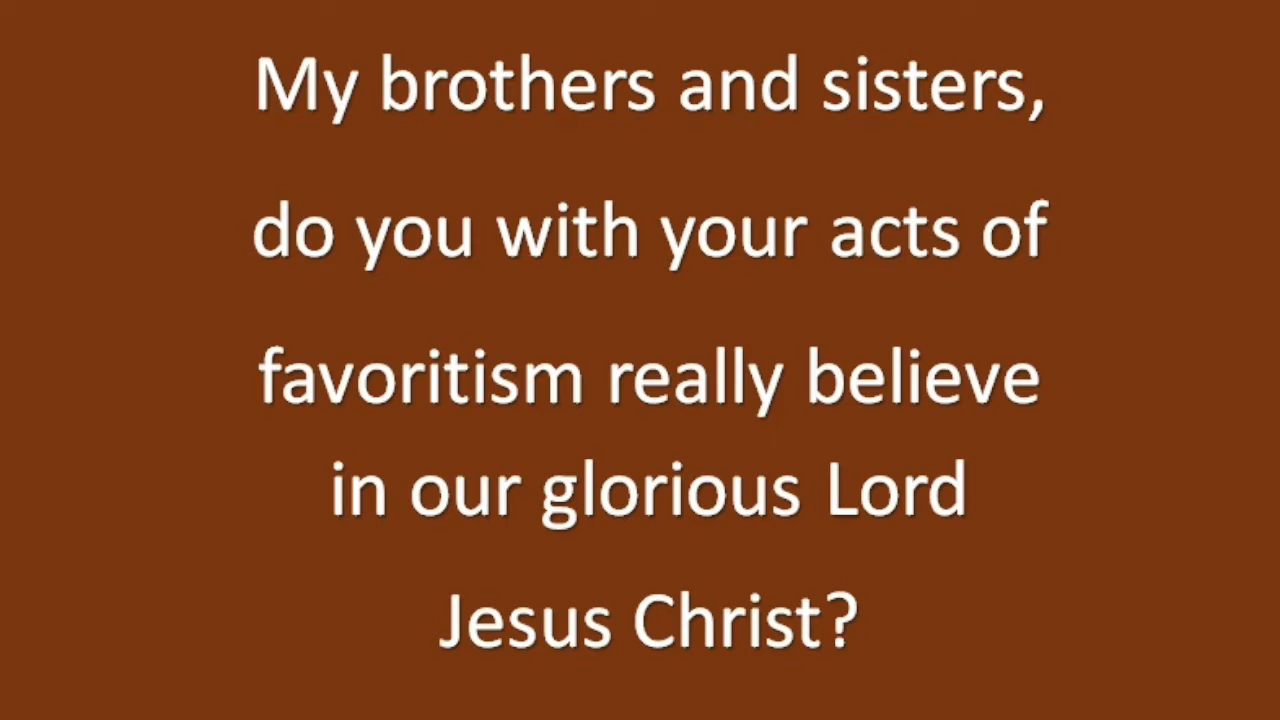 My brothers and sisters,
do you with your acts of
favoritism really believe
in our glorious Lord
Jesus Christ?